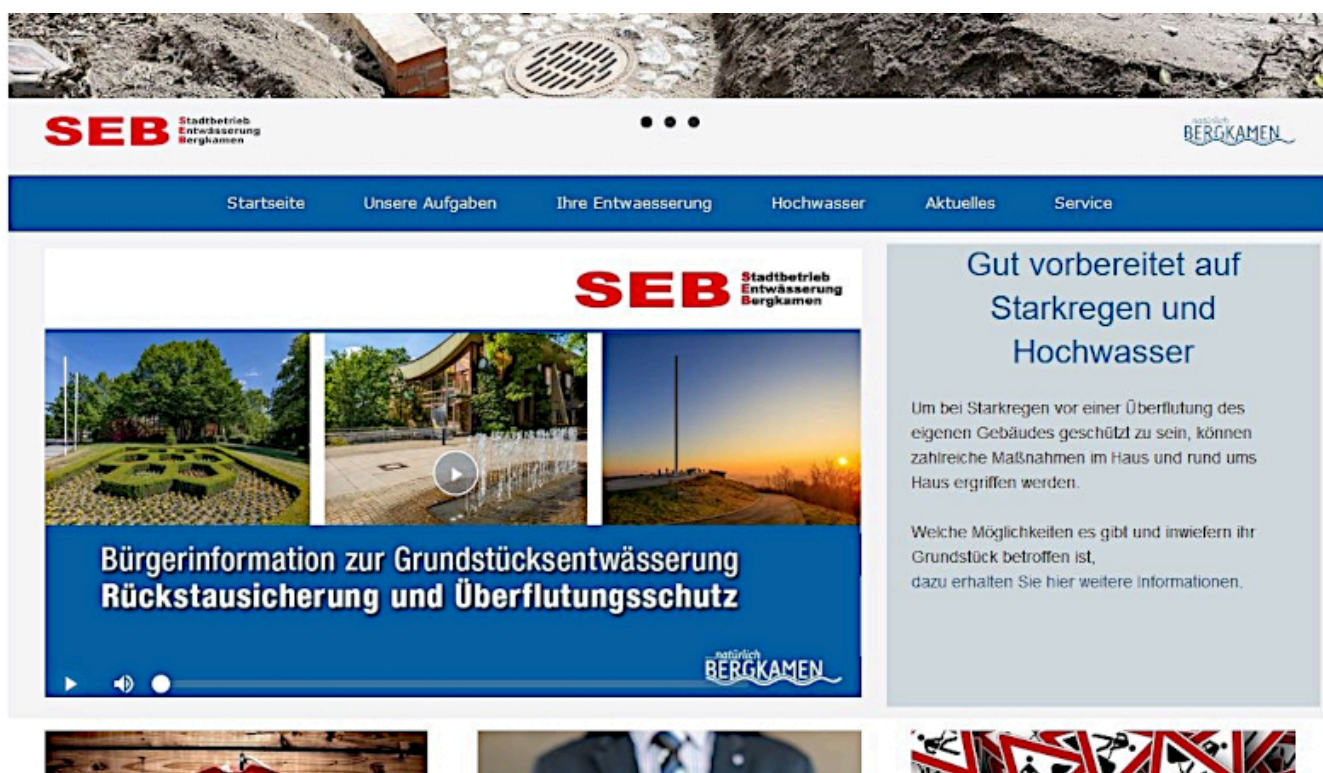 SEB Stadtbetrieb
Entwässerung
Bergkamen
natürlich
BERGKAMEN
Startseite Unsere Aufgaben Ihre Entwaesserung Hochwasser Aktuelles Service
SEB Stadtbetrieb
Entwässerung
Bergkamen
Bürgerinformation zur Grundstücksentwässerung
Rückstausicherung und Überflutungsschutz
natürlich
BERGKAMEN
Gut vorbereitet auf
Starkregen und
Hochwasser
Um bei Starkregen vor einer Überflutung des
eigenen Gebäudes geschützt zu sein, können
zahlreiche Maßnahmen im Haus und rund ums
Haus ergriffen werden.
Welche Möglichkeiten es gibt und inwiefern ihr
Grundstück betroffen ist,
dazu erhalten Sie hier weitere Informationen.